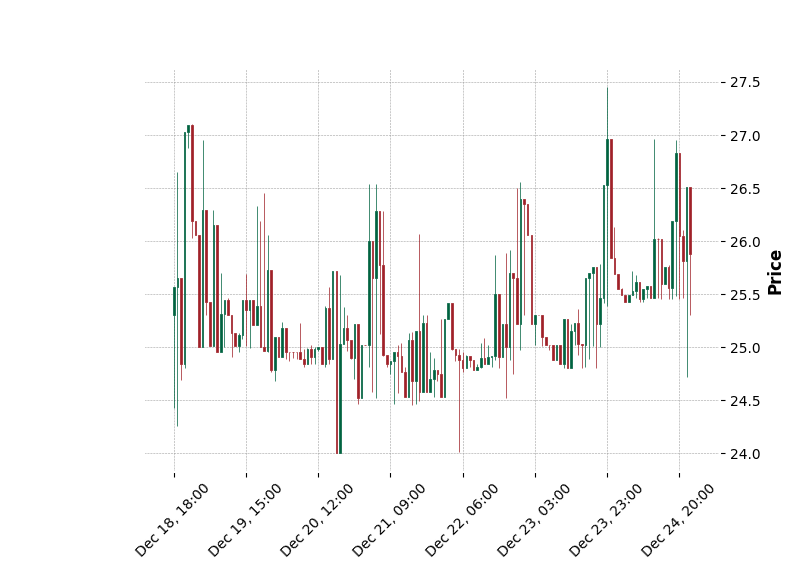 27.5
27.0
26.5
26.0
25.5
25.0
24.5
24.0
Price
Dec 18, 18:00
Dec 19, 15:00
Dec 20, 12:00
Dec 21, 09:00
Dec 22, 06:00
Dec 23, 03:00
Dec 23, 23:00
Dec 24, 20:00